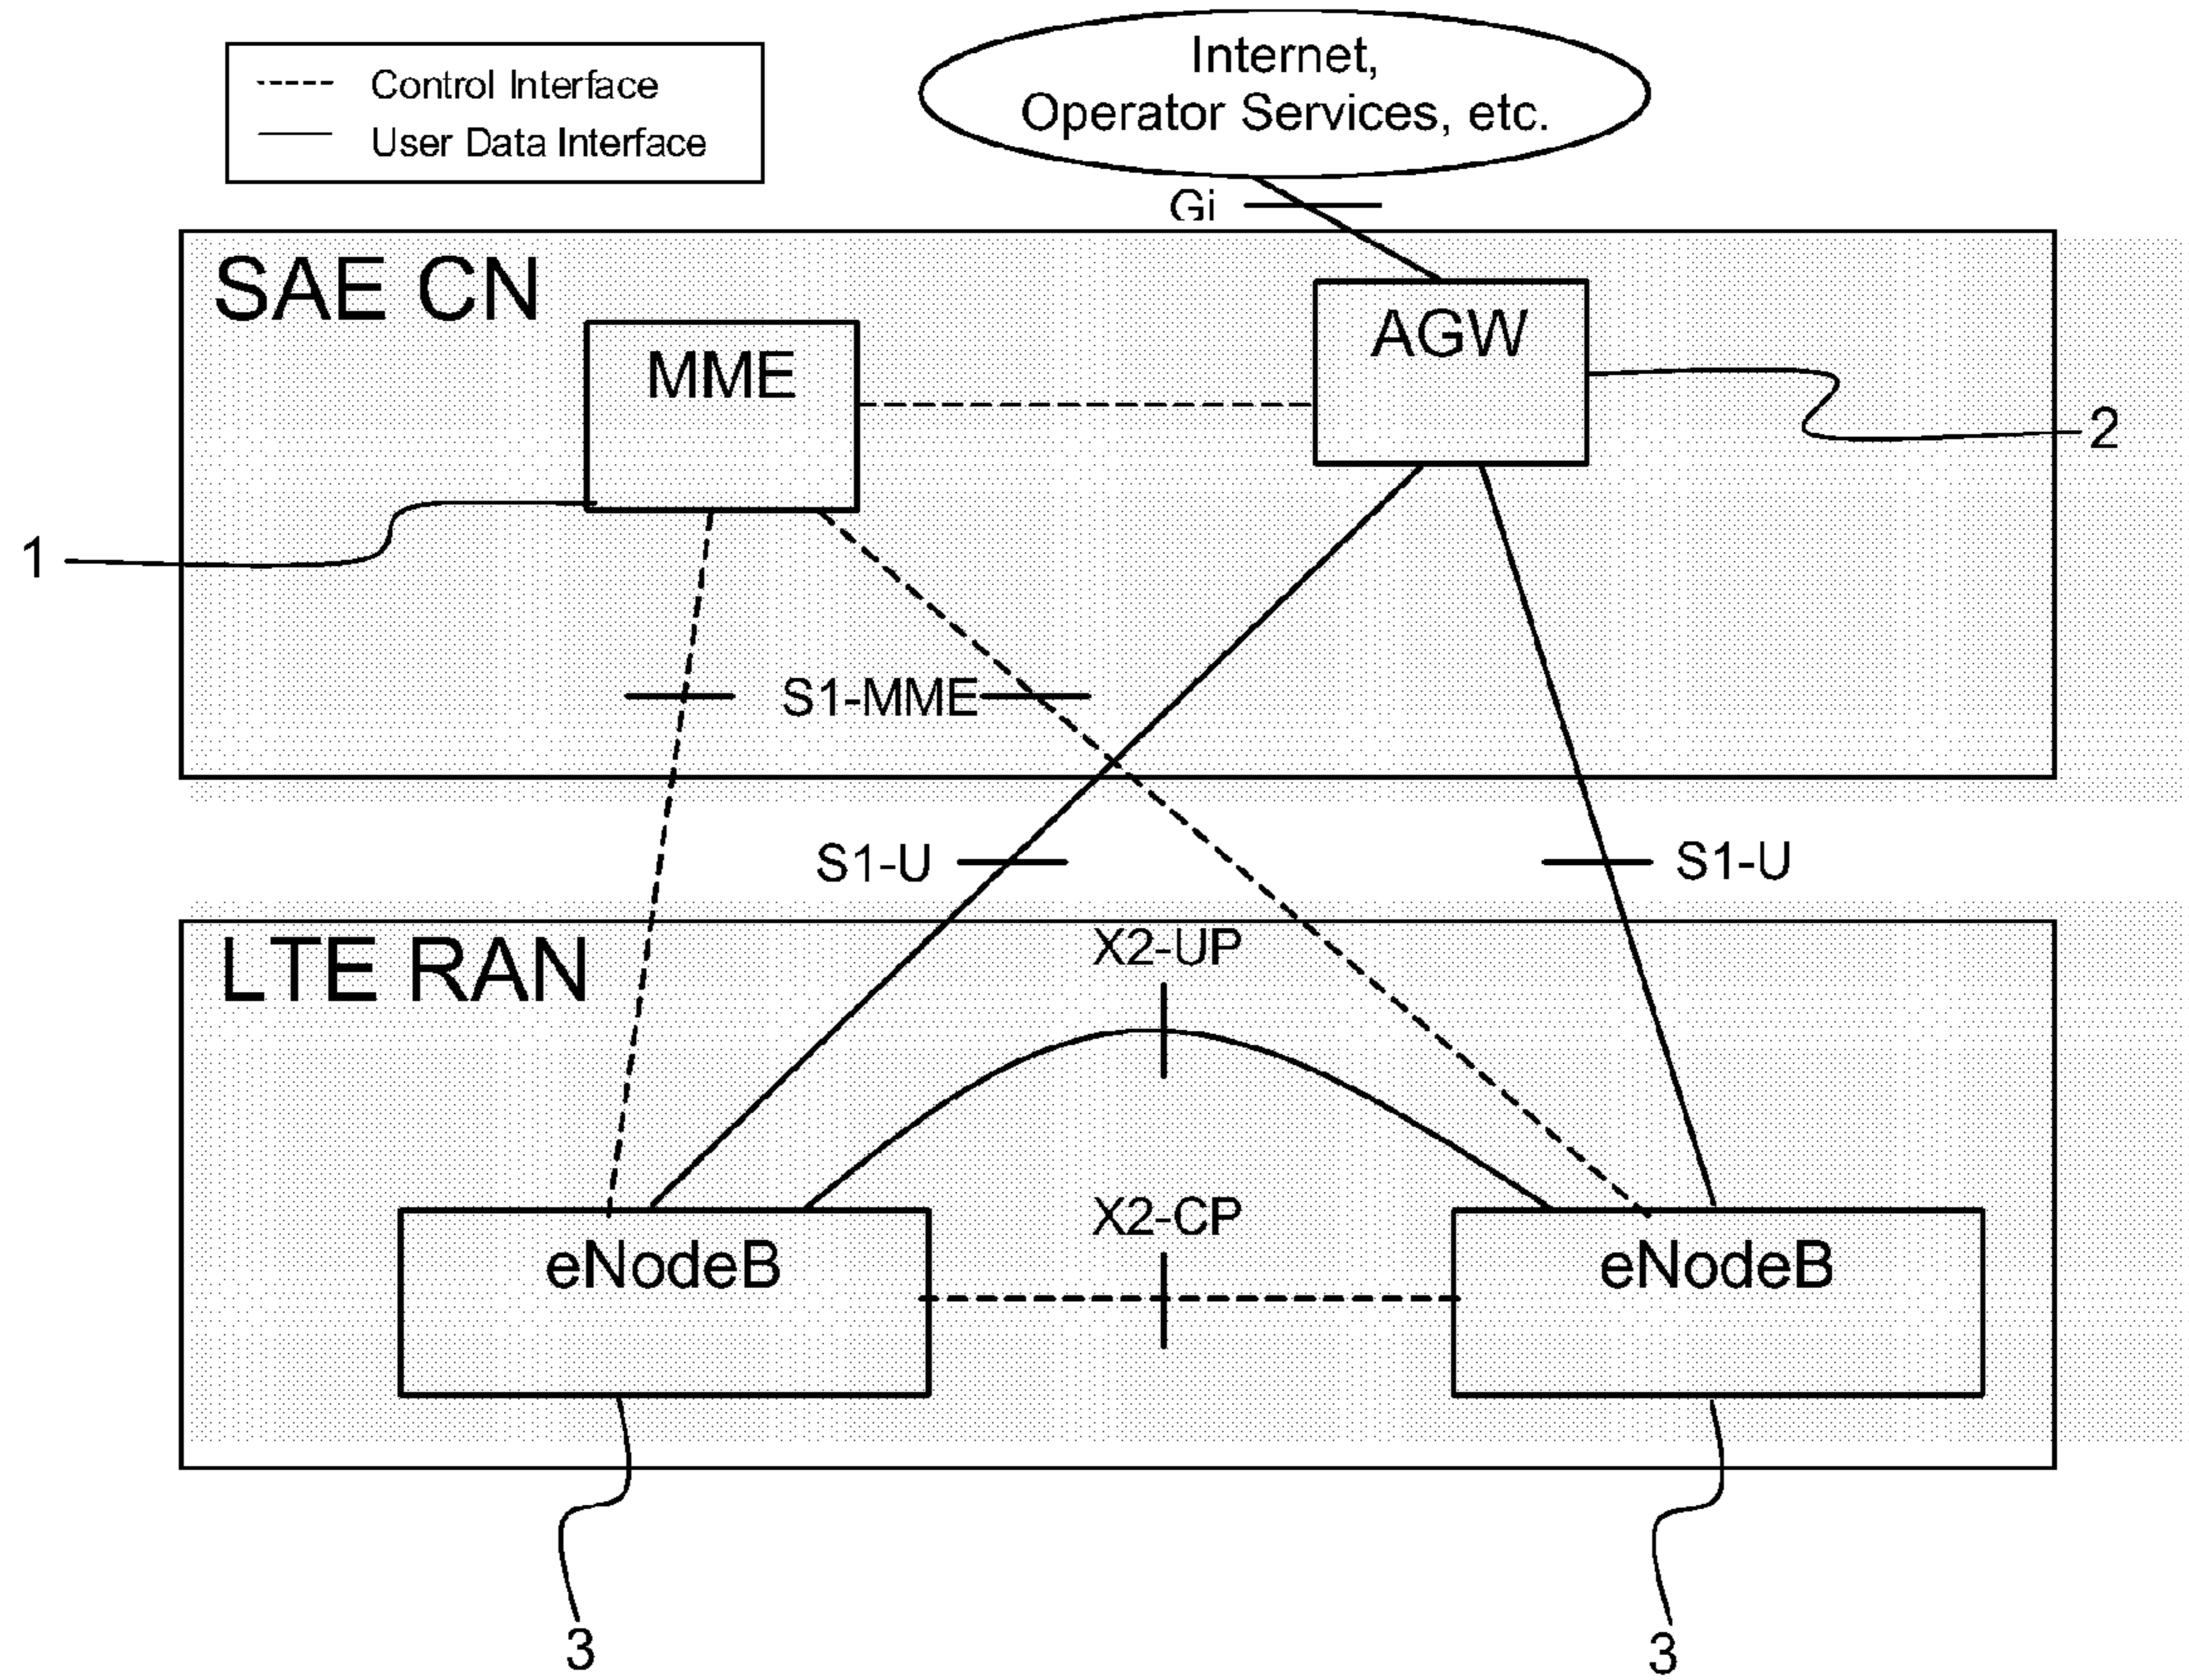 Control Interface
User Data Interface
Internet,
Operator Services, etc.
Gi
SAE CN
MME
AGW
2
1
S1-MME
S1-U
S1-U
LTE RAN
X2-UP
X2-CP
eNodeB
eNodeB
3
3